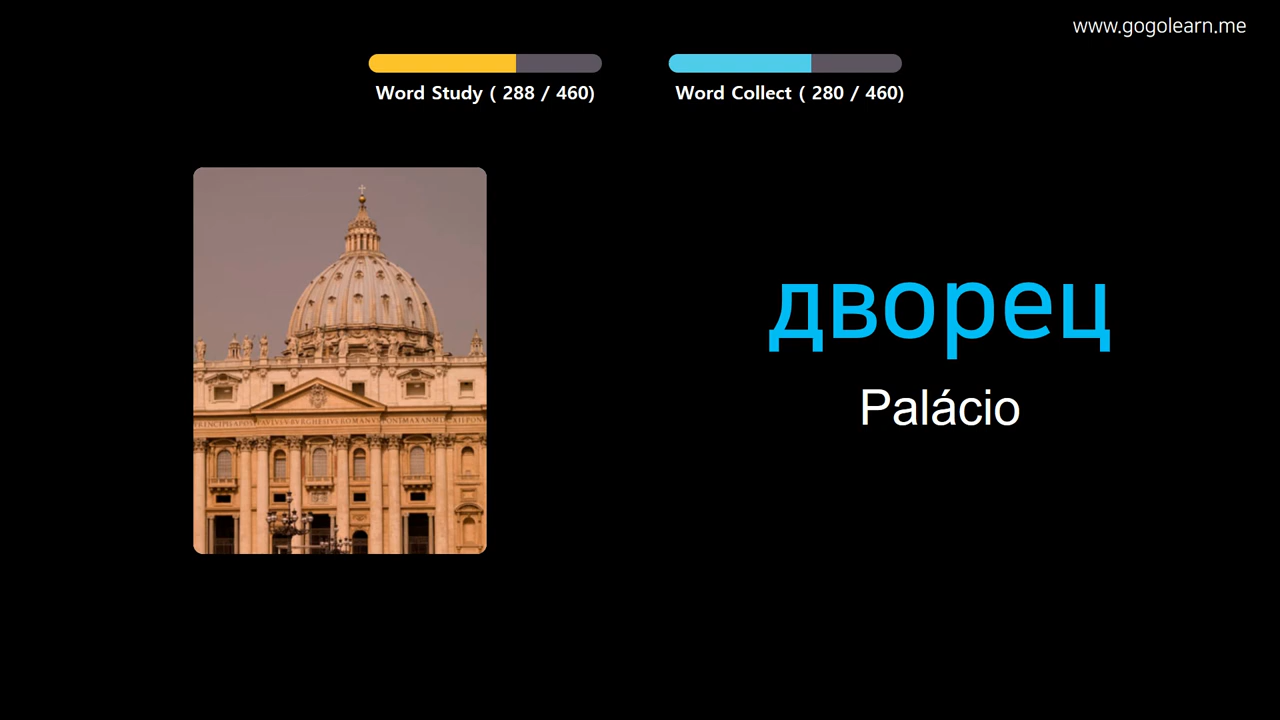 www.gogolearn.me
Word Study ( 288 / 460)
Word Collect ( 280 / 460)
дворец
Palácio